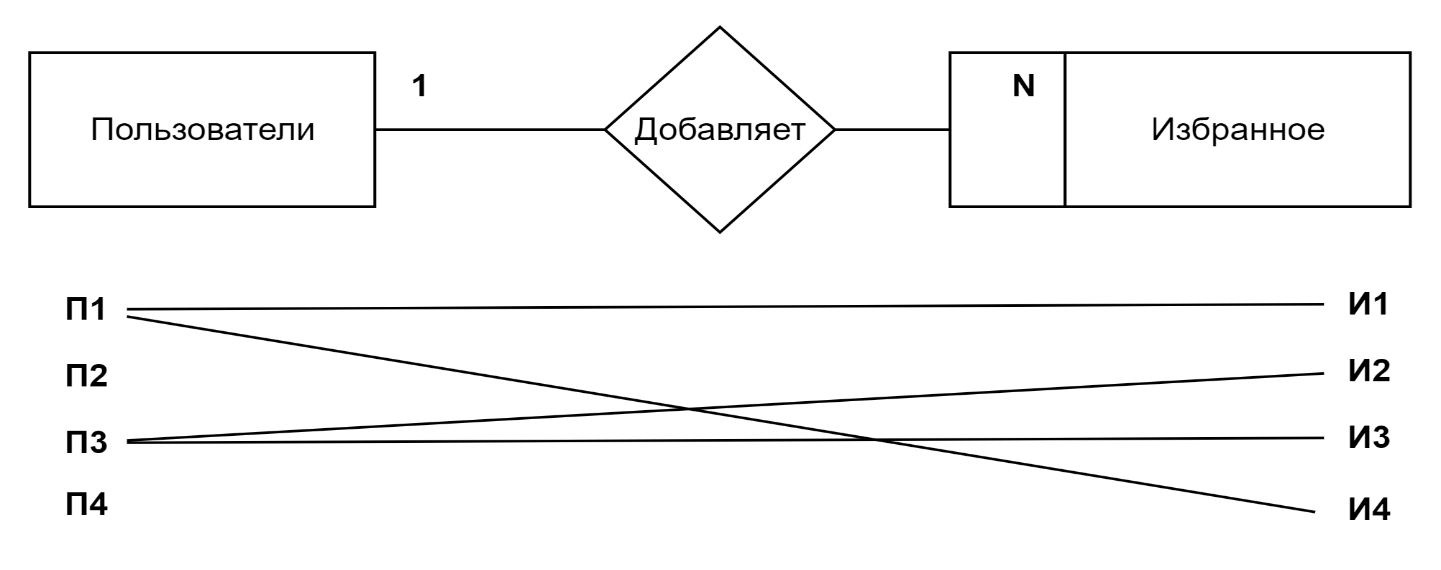 1
N
Пользователи
Добавляет
Избранное
П1
И1
П2
И2
П3
И3
П4
И4